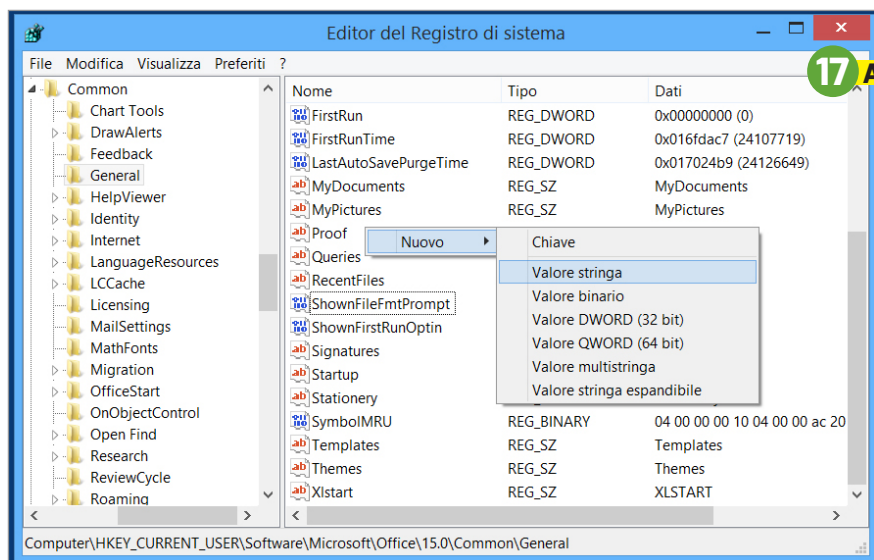 Editor del Registro di sistema
17 A
File Modifica Visualizza Preferiti ?
Common
Chart Tools
DrawAlerts
Feedback
General
HelpViewer
Identity
Internet
LanguageResources
LCCache
Licensing
MailSettings
MathFonts
Migration
OfficeStart
OnObjectControl
Open Find
Research
ReviewCycle
Roaming
Nome Tipo Dati
FirstRun REG_DWORD 0x00000000 (0)
FirstRunTime REG_DWORD 0x016fdac7 (24107719)
LastAutoSavePurgeTime REG_DWORD 0x017024b9 (24126649)
MyDocuments REG_SZ MyDocuments
MyPictures REG_SZ MyPictures
Proof
Queries
RecentFiles
ShownFileFmtPrompt
ShownFirstRunOptin
Signatures
Startup
Stationery
SymbolMRU REG_BINARY 04 00 00 00 10 04 00 00 ac 20
Templates REG_SZ Templates
Themes REG_SZ Themes
Xlstart REG_SZ XLSTART
Nuovo
Chiave
Valore stringa
Valore binario
Valore DWORD (32 bit)
Valore QWORD (64 bit)
Valore multistringa
Valore stringa espandibile
Computer\HKEY_CURRENT_USER\Software\Microsoft\Office\15.0\Common\General